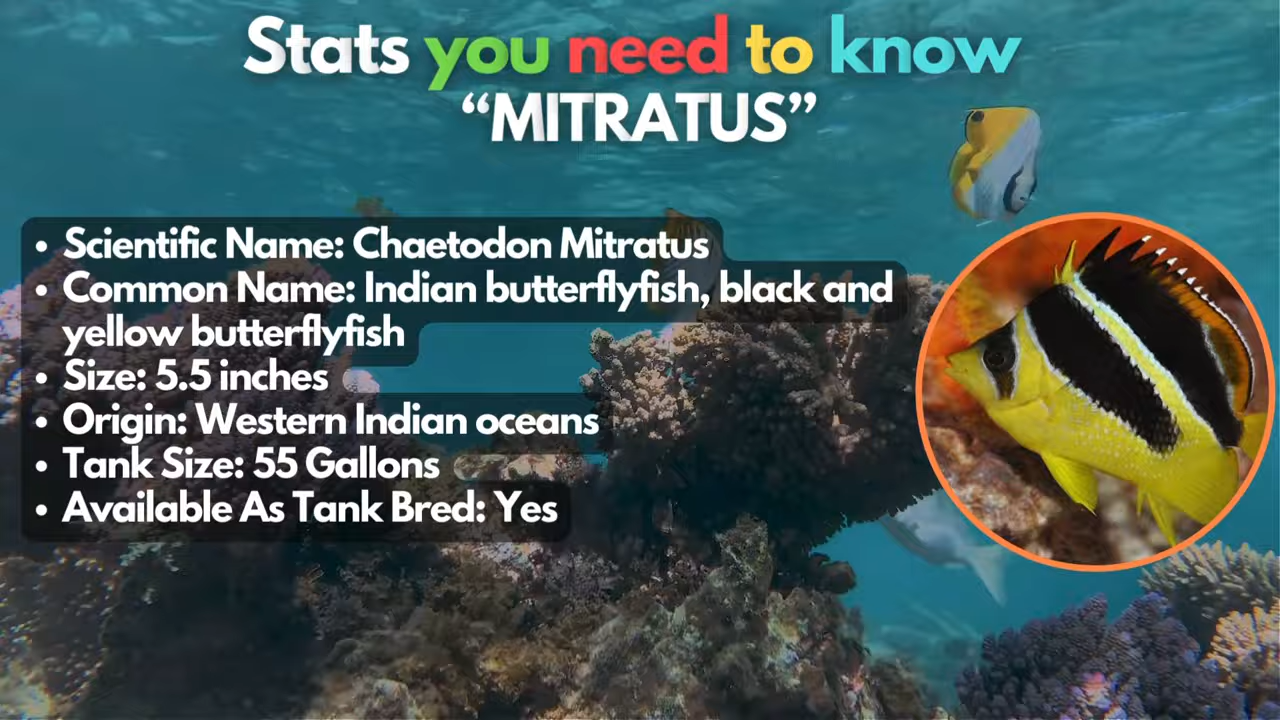 Stats you need to know
“MITRATUS”
• Scientific Name: Chaetodon Mitratus
• Common Name: Indian butterflyfish, black and
yellow butterflyfish
• Size: 5.5 inches
• Origin: Western Indian oceans
• Tank Size: 55 Gallons
• Available As Tank Bred: Yes